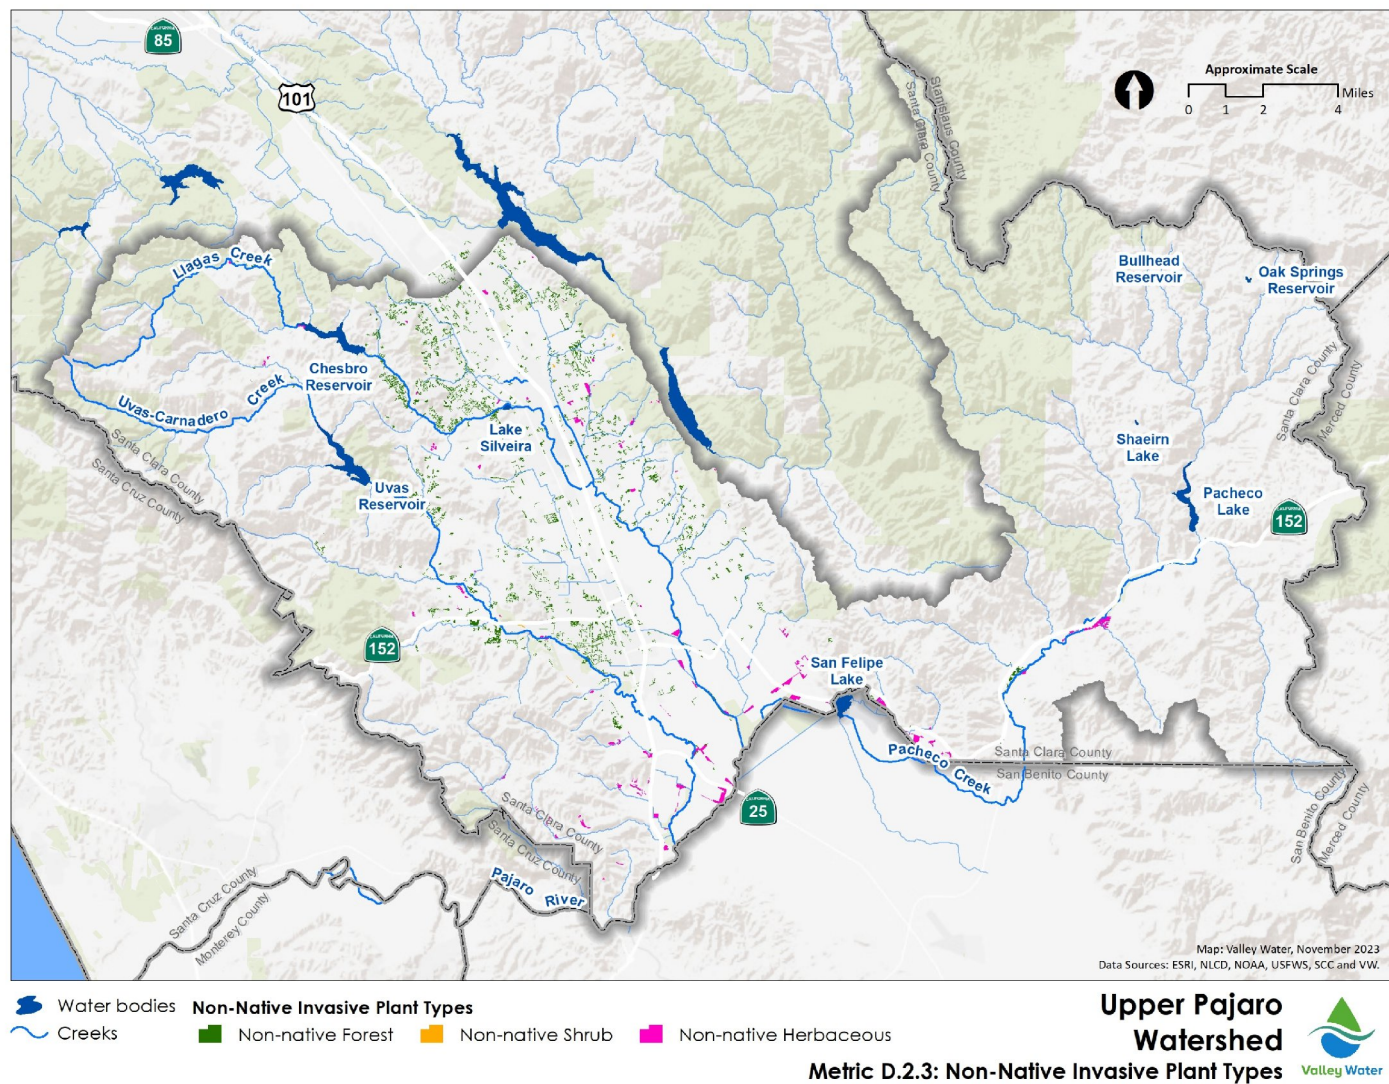 CALIFORNIA
85
101
Approximate Scale
Miles
0 1 2 4
Stanislaus County
Santa Clara County
Llagas Creek
Bullhead
Reservoir
Oak Springs
Reservoir
Chesbro
Reservoir
Uvas-Carnadero Creek
Lake
Silveira
Santa Clara County
Merced County
Santa Clara County
Santa Cruz County
Shaeirn
Lake
Uvas
Reservoir
Pacheco
Lake
CALIFORNIA
152
CALIFORNIA
152
San Felipe
Lake
Pacheco Creek
Santa Clara County
San Benito County
CALIFORNIA
25
Santa Clara County
Santa Cruz County
San Benito County
Merced County
Pajaro River
Santa Cruz County
Monterey County
Map: Valley Water, November 2023
Data Sources: ESRI, NLCD, NOAA, USFWS, SCC and VW.
Water bodies
Non-Native Invasive Plant Types
Creeks
Non-native Forest
Non-native Shrub
Non-native Herbaceous
Upper Pajaro
Watershed
Metric D.2.3: Non-Native Invasive Plant Types
Valley Water